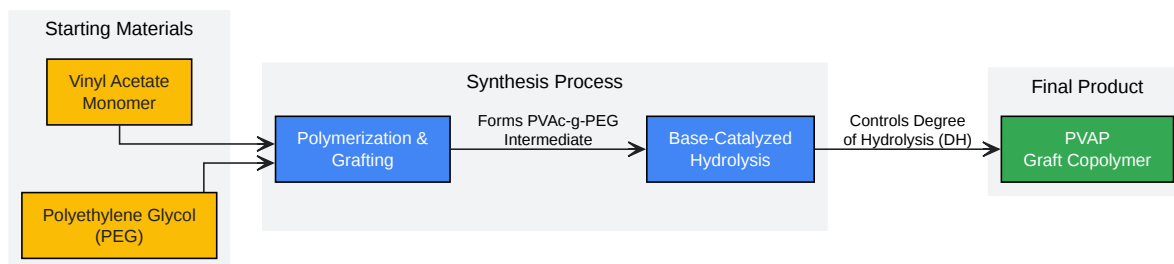 Starting Materials
Vinyl Acetate
Monomer
Polyethylene Glycol
(PEG)
Synthesis Process
Polymerization &
Grafting
Forms PVAc-g-PEG
Intermediate
Base-Catalyzed
Hydrolysis
Controls Degree
of Hydrolysis (DH)
Final Product
PVAP
Graft Copolymer